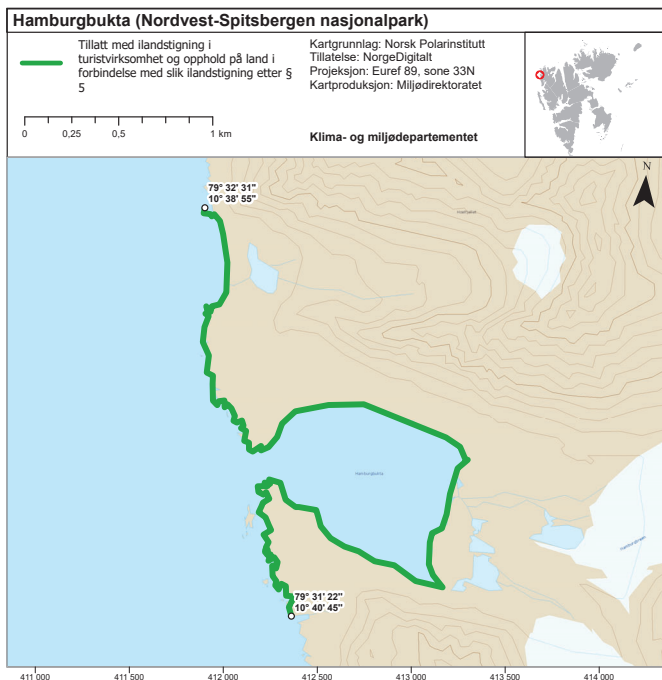 Hamburgbukta (Nordvest-Spitsbergen nasjonalpark)
Tillatt med ilandstigning i
turistvirksomhet og opphold på land i
forbindelse med slik ilandstigning etter §
5
0 0,25 0,5 1 km
Kartgrunnlag: Norsk Polarinstitutt
Tillatelse: NorgeDigitalt
Projeksjon: Euref 89, sone 33N
Kartproduksjon: Miljødirektoratet
Klima- og miljødepartementet
N
79° 32' 31"
10° 38' 55"
Hamburgbukta
79° 31' 22"
10° 40' 45"
411 000 411 500 412 000 412 500 413 000 413 500 414 000